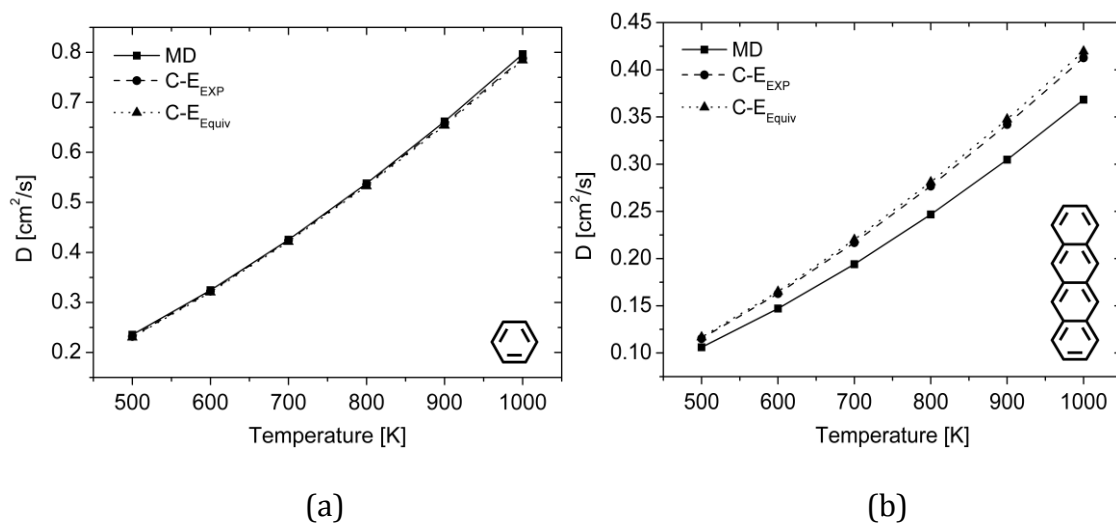 MD
C-E_EXP
C-E_Equiv
D [cm²/s]
0.8
0.7
0.6
0.5
0.4
0.3
0.2
500 600 700 800 900 1000
Temperature [K]
(a)
MD
C-E_EXP
C-E_Equiv
D [cm²/s]
0.45
0.40
0.35
0.30
0.25
0.20
0.15
0.10
500 600 700 800 900 1000
Temperature [K]
(b)